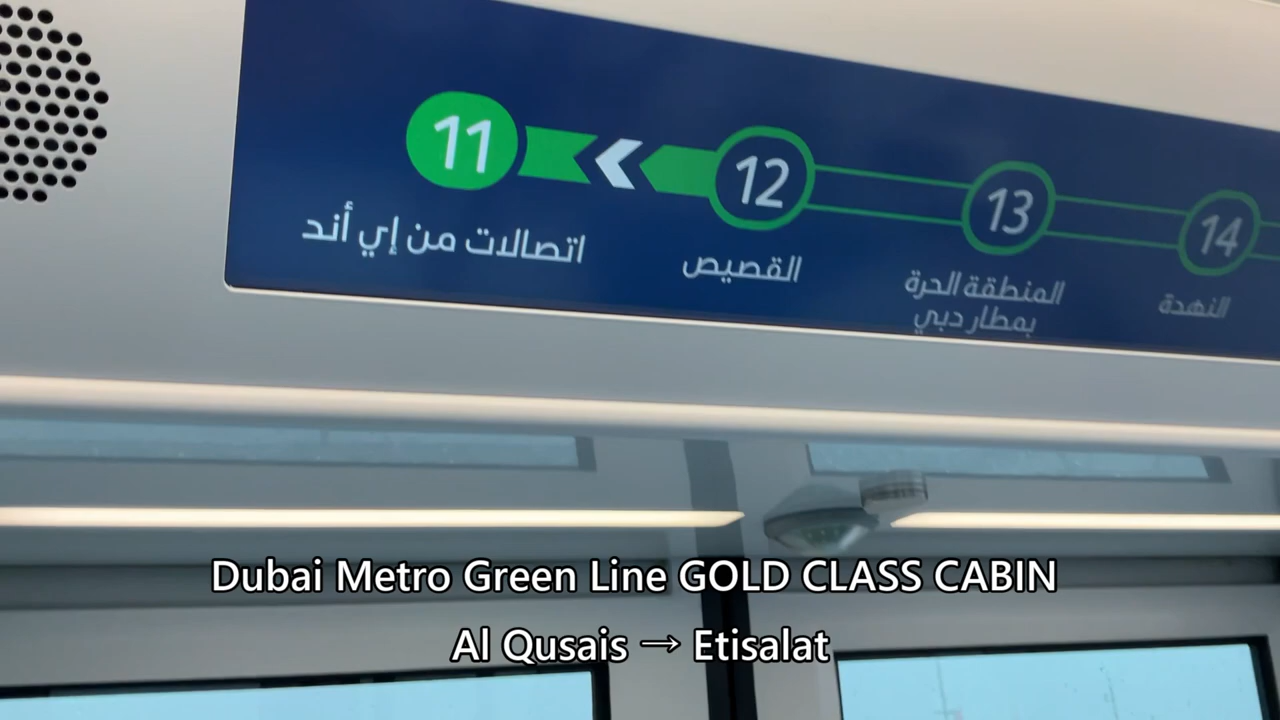 11
12
13
14
اتصالات من إي أند
القصيص
المنطقة الحرة
بمطار دبي
النهدة
Dubai Metro Green Line GOLD CLASS CABIN
Al Qusais → Etisalat